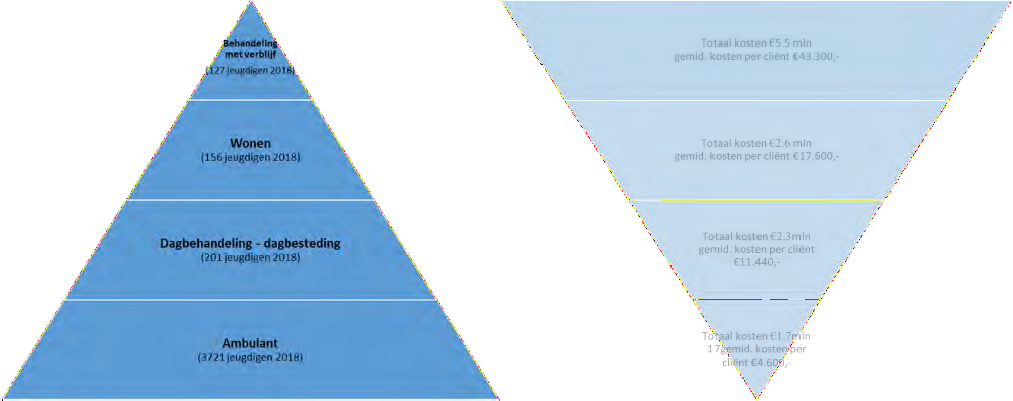 Behandeling
met verblijf
(127 jeugdigen 2018)
Wonen
(156 jeugdigen 2018)
Dagbehandeling - dagbesteding
(201 jeugdigen 2018)
Ambulant
(3721 jeugdigen 2018)
Totaal kosten €5.5 mln
gemid. kosten per cliënt €43.300,-
Totaal kosten €2.6 mln
gemid. kosten per cliënt €17.600,-
Totaal kosten €2.3mln
gemid. kosten per cliënt
€11.440,-
Totaal kosten €1.7mln
17gemid. kosten per
cliënt €4.600,-